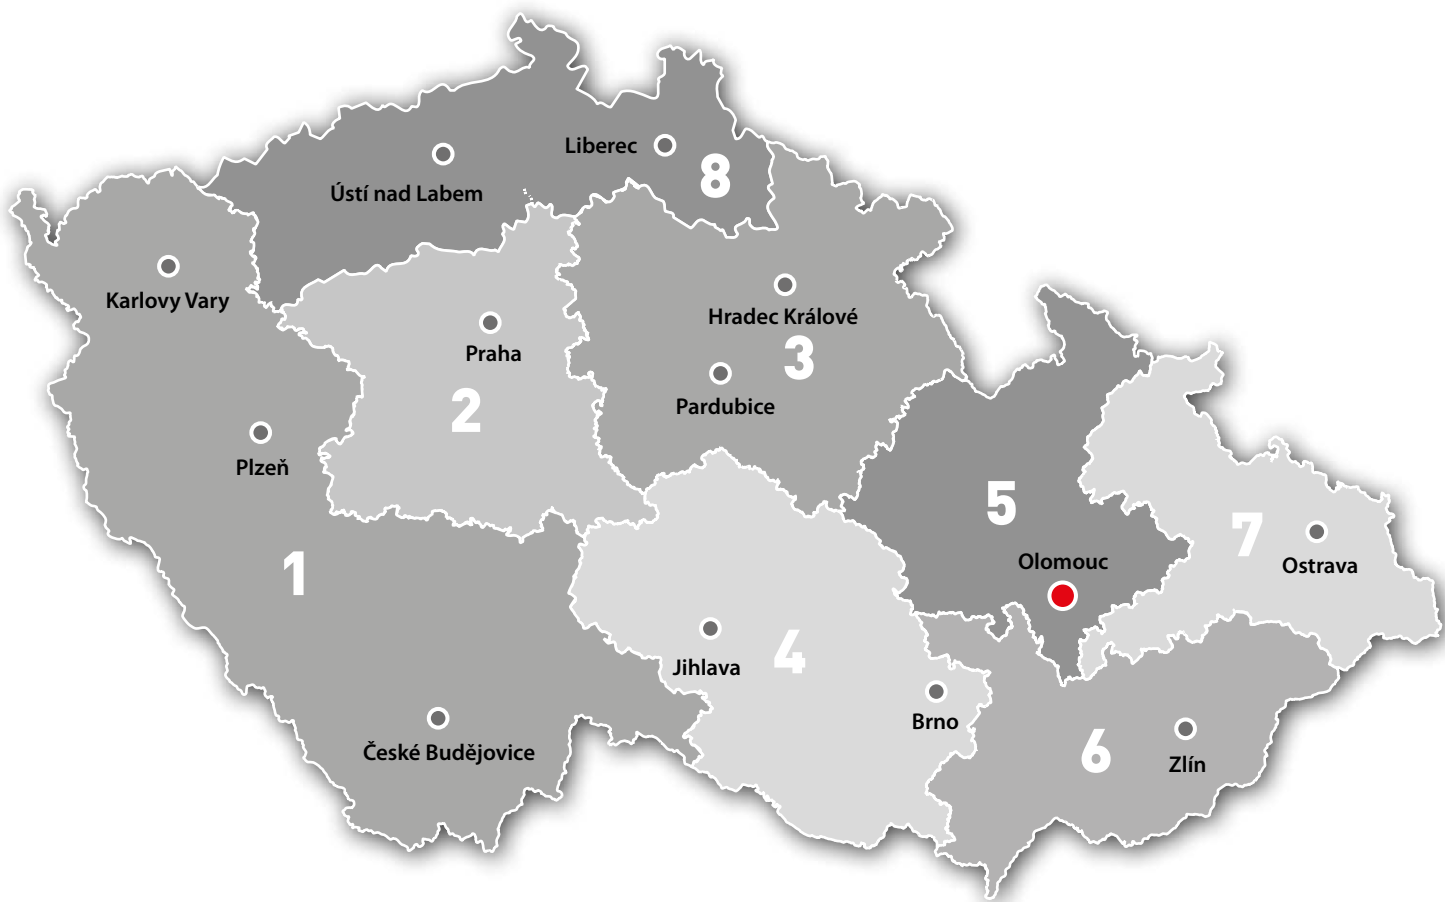 Liberec
8
Ústí nad Labem
Karlovy Vary
Hradec Králové
Praha
3
2
Pardubice
Plzeň
5
7
Olomouc
Ostrava
1
4
Jihlava
Brno
České Budějovice
6
Zlín